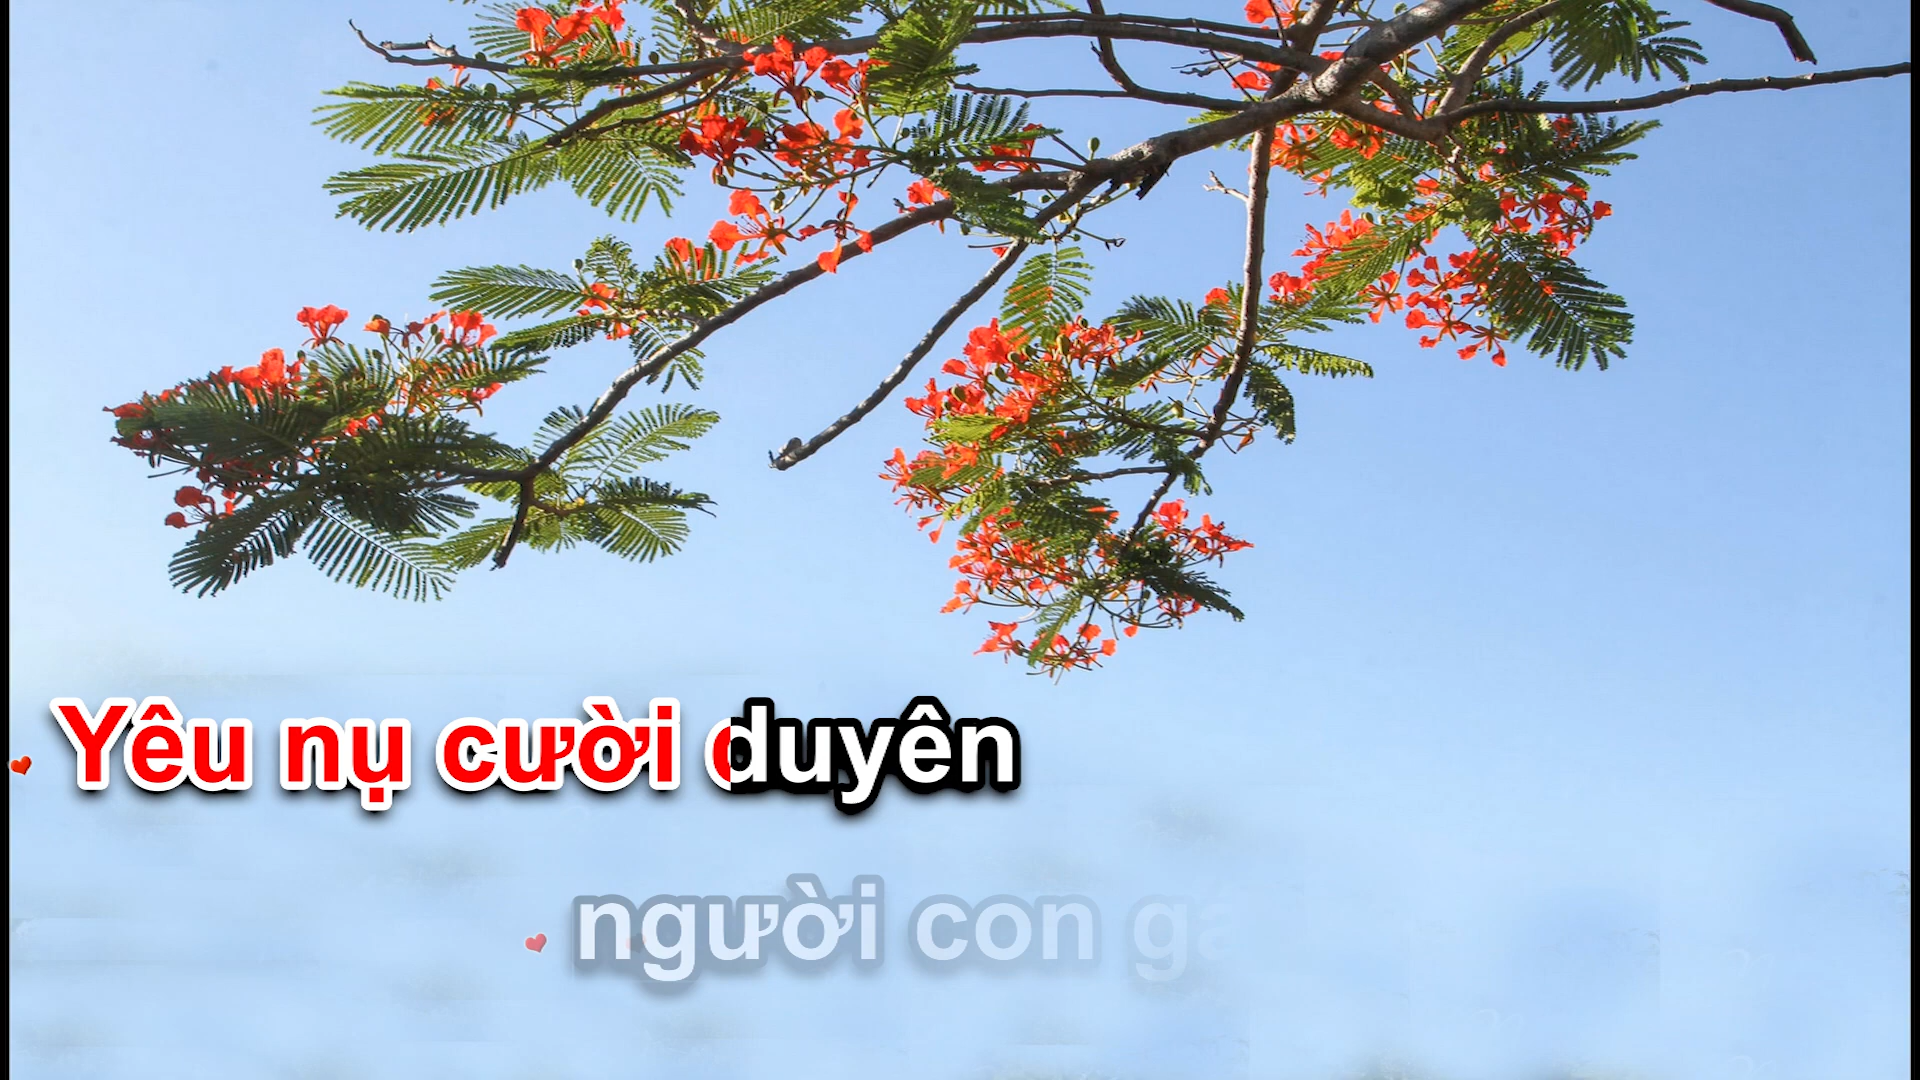 Yêu nụ cười duyên
người con